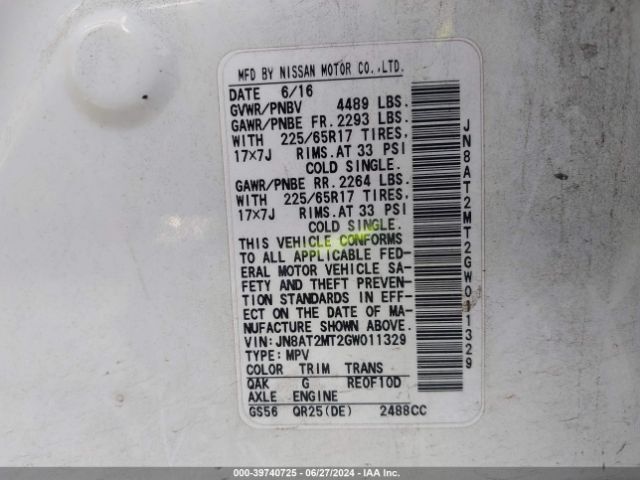 MFD BY NISSAN MOTOR CO.,LTD.
DATE 6/16
GVWR/PNBV 4489 LBS.
GAWR/PNBE FR. 2293 LBS.
WITH 225/65R17 TIRES,
17×7J RIMS.AT 33 PSI
COLD SINGLE.
GAWR/PNBE RR. 2264 LBS.
WITH 225/65R17 TIRES,
17×7J RIMS.AT 33 PSI
COLD SINGLE.
THIS VEHICLE CONFORMS
TO ALL APPLICABLE FED-
ERAL MOTOR VEHICLE SA-
FETY AND THEFT PREVEN-
TION STANDARDS IN EFF-
ECT ON THE DATE OF MA-
NUFACTURE SHOWN ABOVE.
VIN:JN8AT2MT2GW011329
TYPE:MPV
COLOR TRIM TRANS
QAK G RE0F10D
AXLE ENGINE
GS56 QR25(DE) 2488CC
JN8AT2MT2GW011329
000-39740725 - 06/27/2024 - IAA Inc.